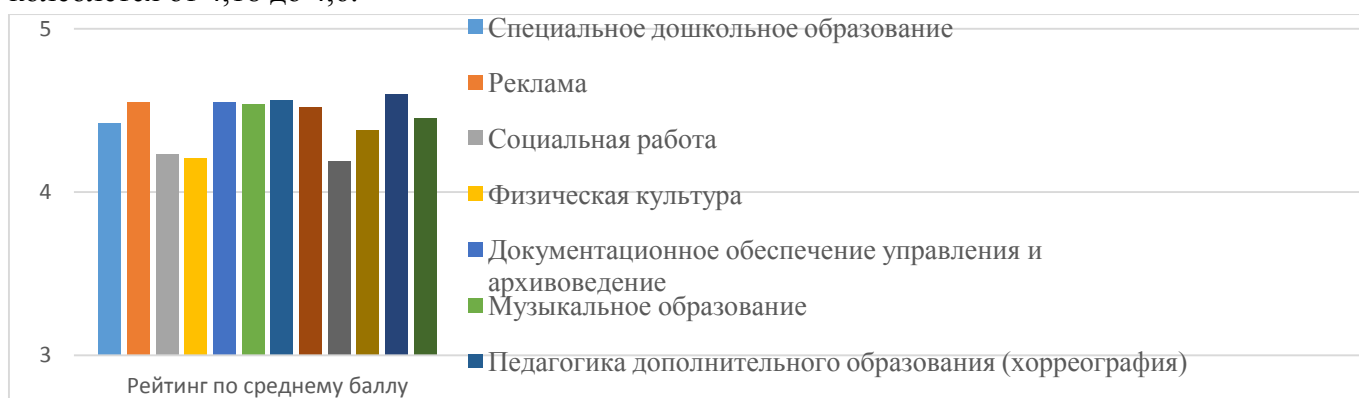 5
4
3
Рейтинг по среднему баллу
Специальное дошкольное образование
Реклама
Социальная работа
Физическая культура
Документационное обеспечение управления и
архивоведение
Музыкальное образование
Педагогика дополнительного образования (хорреография)